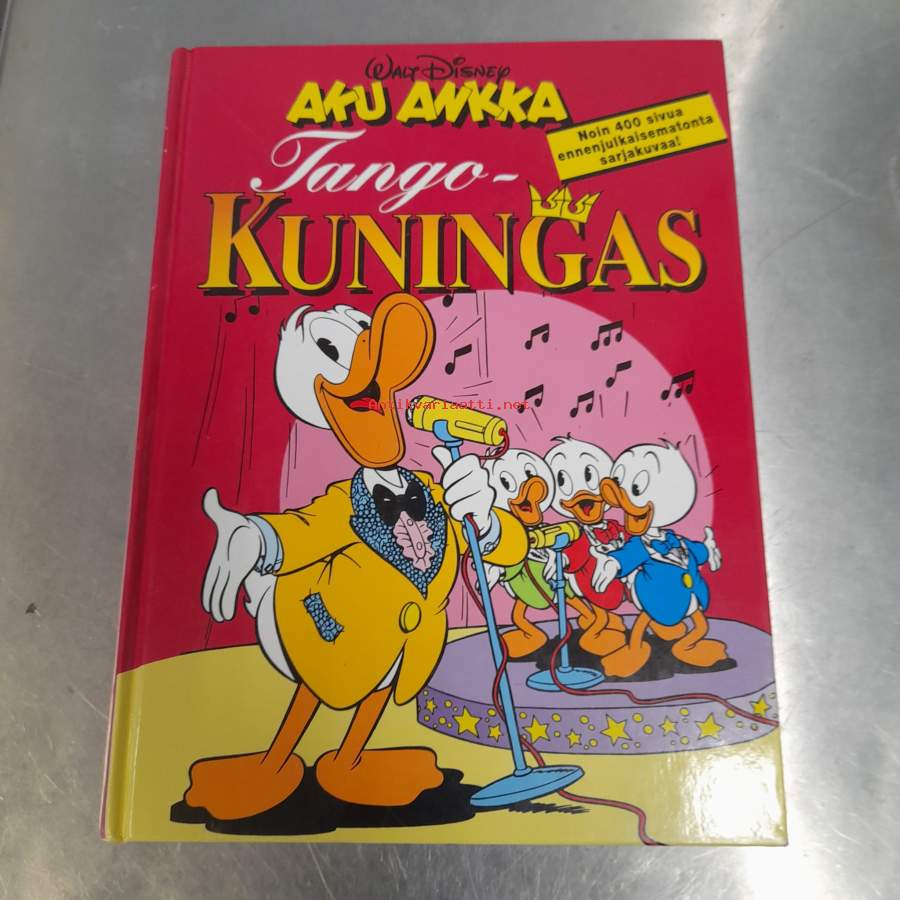 WALT DISNEY
AKU ANKKA
Noin 400 sivua
ennenjulkaisematonta
sarjakuvaa!
Tango-
KUNINGAS
Antikvariaatti.net